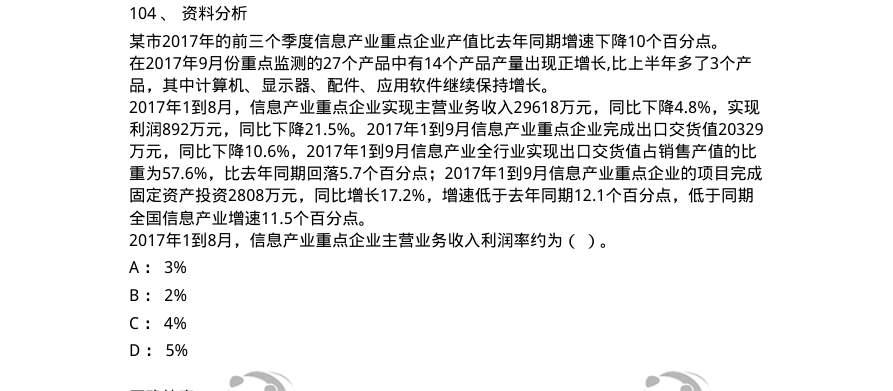 104 、 资料分析
某市2017年的前三个季度信息产业重点企业产值比去年同期增速下降10个百分点。
在2017年9月份重点监测的27个产品中有14个产品产量出现正增长,比上半年多了3个产
品，其中计算机、显示器、配件、应用软件继续保持增长。
2017年1到8月，信息产业重点企业实现主营业务收入29618万元，同比下降4.8%，实现
利润892万元，同比下降21.5%。2017年1到9月信息产业重点企业完成出口交货值20329
万元，同比下降10.6%，2017年1到9月信息产业全行业实现出口交货值占销售产值的比
重为57.6%，比去年同期回落5.7个百分点；2017年1到9月信息产业重点企业的项目完成
固定资产投资2808万元，同比增长17.2%，增速低于去年同期12.1个百分点，低于同期
全国信息产业增速11.5个百分点。
2017年1到8月，信息产业重点企业主营业务收入利润率约为（ ）。
A： 3%
B： 2%
C： 4%
D： 5%